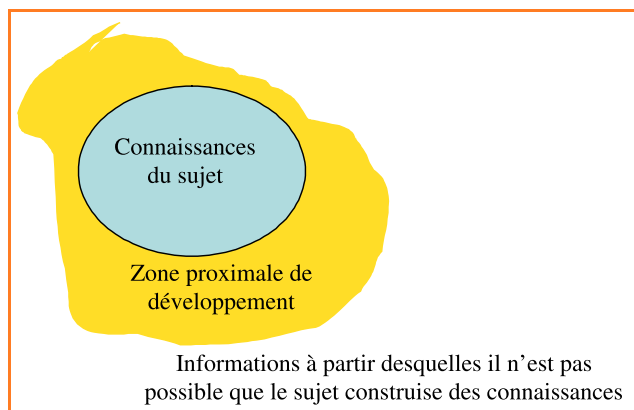 Connaissances
du sujet
Zone proximale de
développement
Informations à partir desquelles il n’est pas
possible que le sujet construise des connaissances